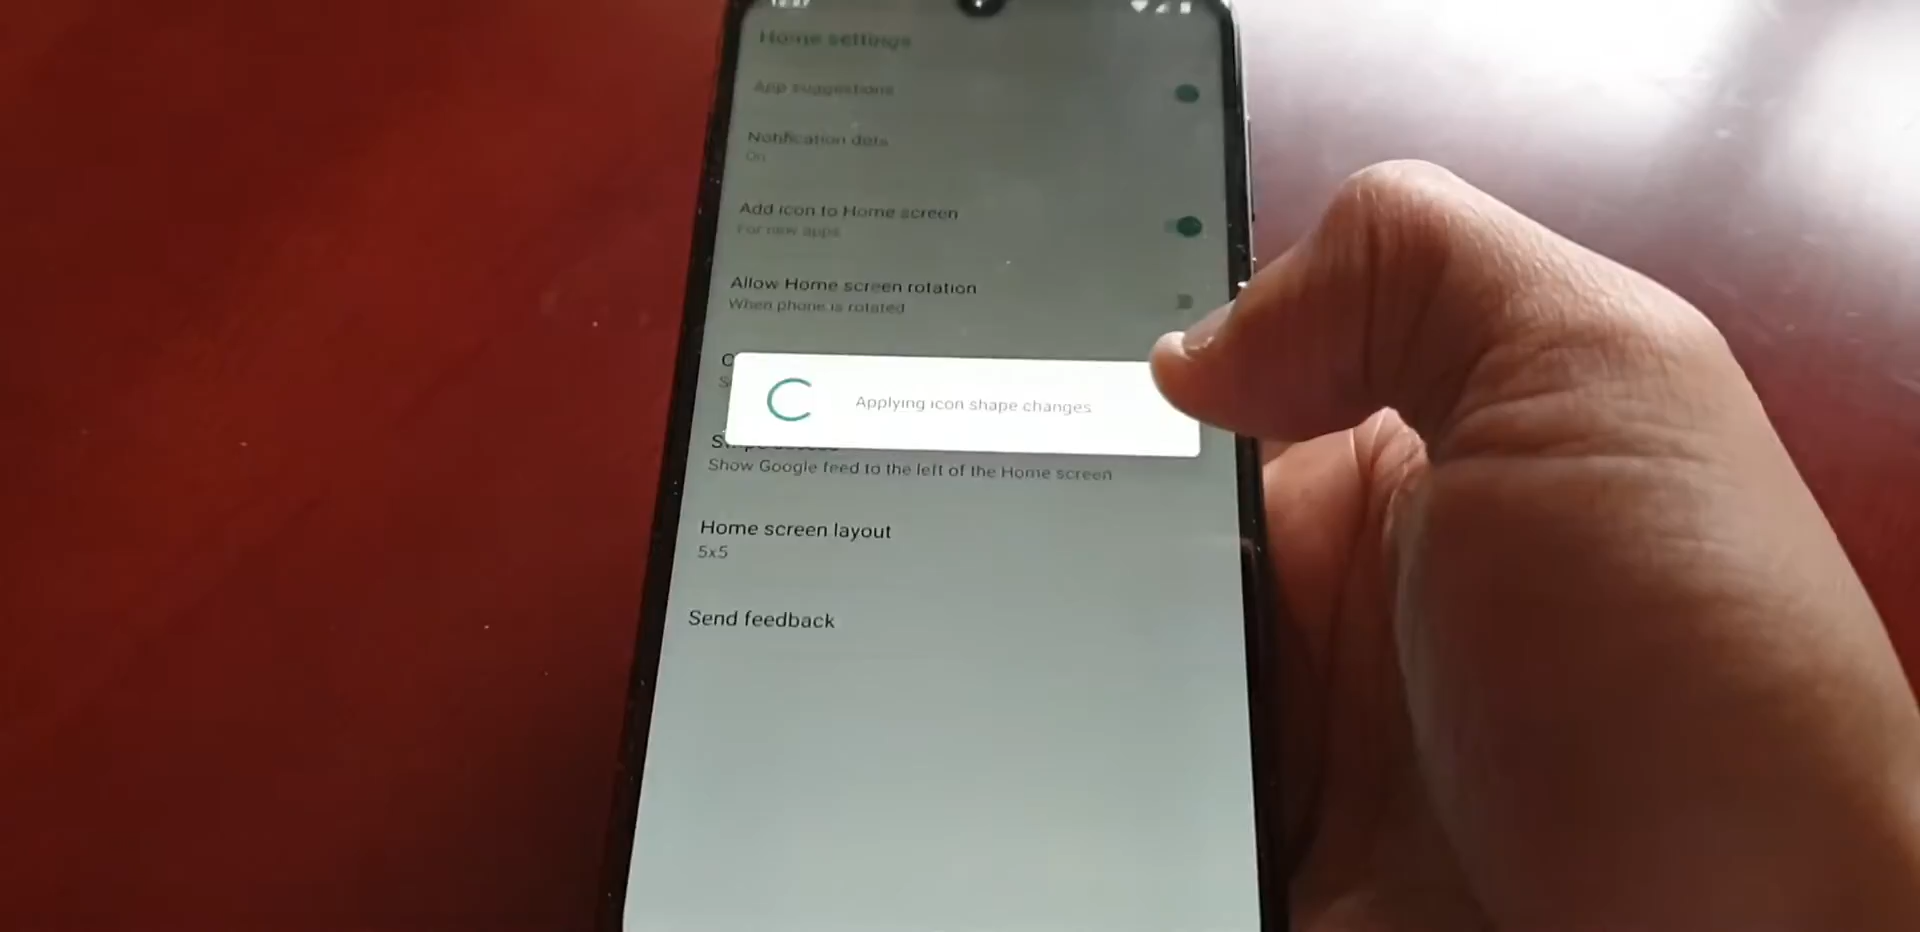 Home settings
App suggestions
Notification dots
On
Add icon to Home screen
For new apps
Allow Home screen rotation
When phone is rotated
Applying icon shape changes
Show Google feed to the left of the Home screen
Home screen layout
5x5
Send feedback